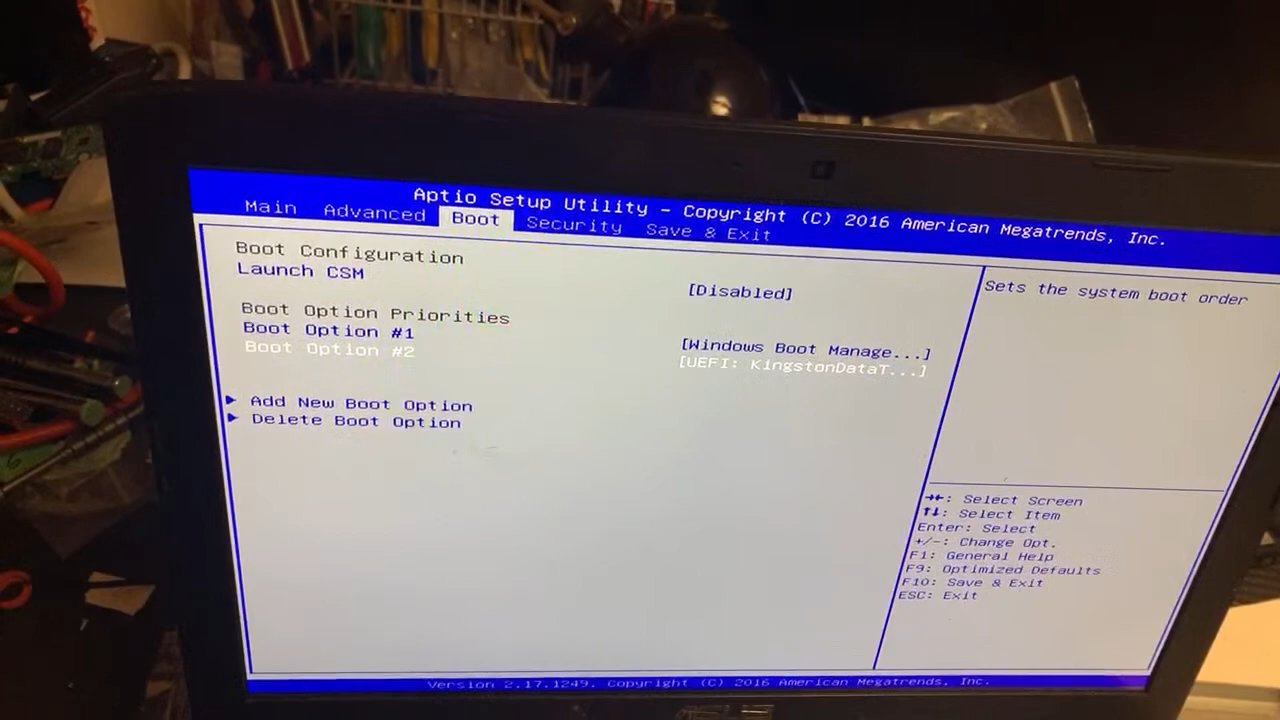 Aptio Setup Utility – Copyright (C) 2016 American Megatrends, Inc.
Main Advanced Boot Security Save & Exit
Boot Configuration
Launch CSM [Disabled]
Boot Option Priorities
Boot Option #1 [Windows Boot Manage...]
Boot Option #2 [UEFI: KingstonDataT...]
Add New Boot Option
Delete Boot Option
Sets the system boot order
→←: Select Screen
↑↓: Select Item
Enter: Select
+/-: Change Opt.
F1: General Help
F9: Optimized Defaults
F10: Save & Exit
ESC: Exit
Version 2.17.1249. Copyright (C) 2016 American Megatrends, Inc.